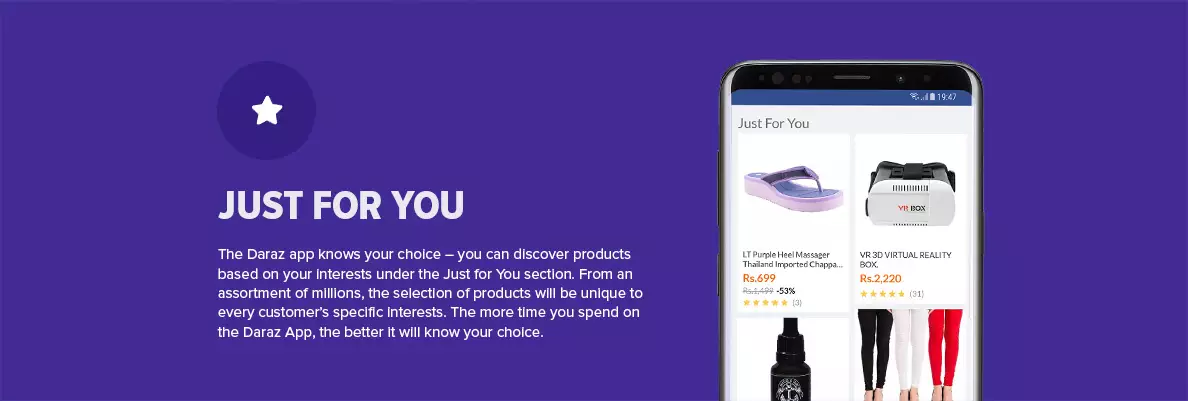 JUST FOR YOU
The Daraz app knows your choice – you can discover products
based on your interests under the Just for You section. From an
assortment of millions, the selection of products will be unique to
every customer's specific interests. The more time you spend on
the Daraz App, the better it will know your choice.
19:47
Just For You
LT Purple Heel Massager
Thailand Imported Chappa...
Rs.699
Rs.1,499 -53%
(3)
VR BOX
VR 3D VIRTUAL REALITY
BOX.
Rs.2,220
(31)